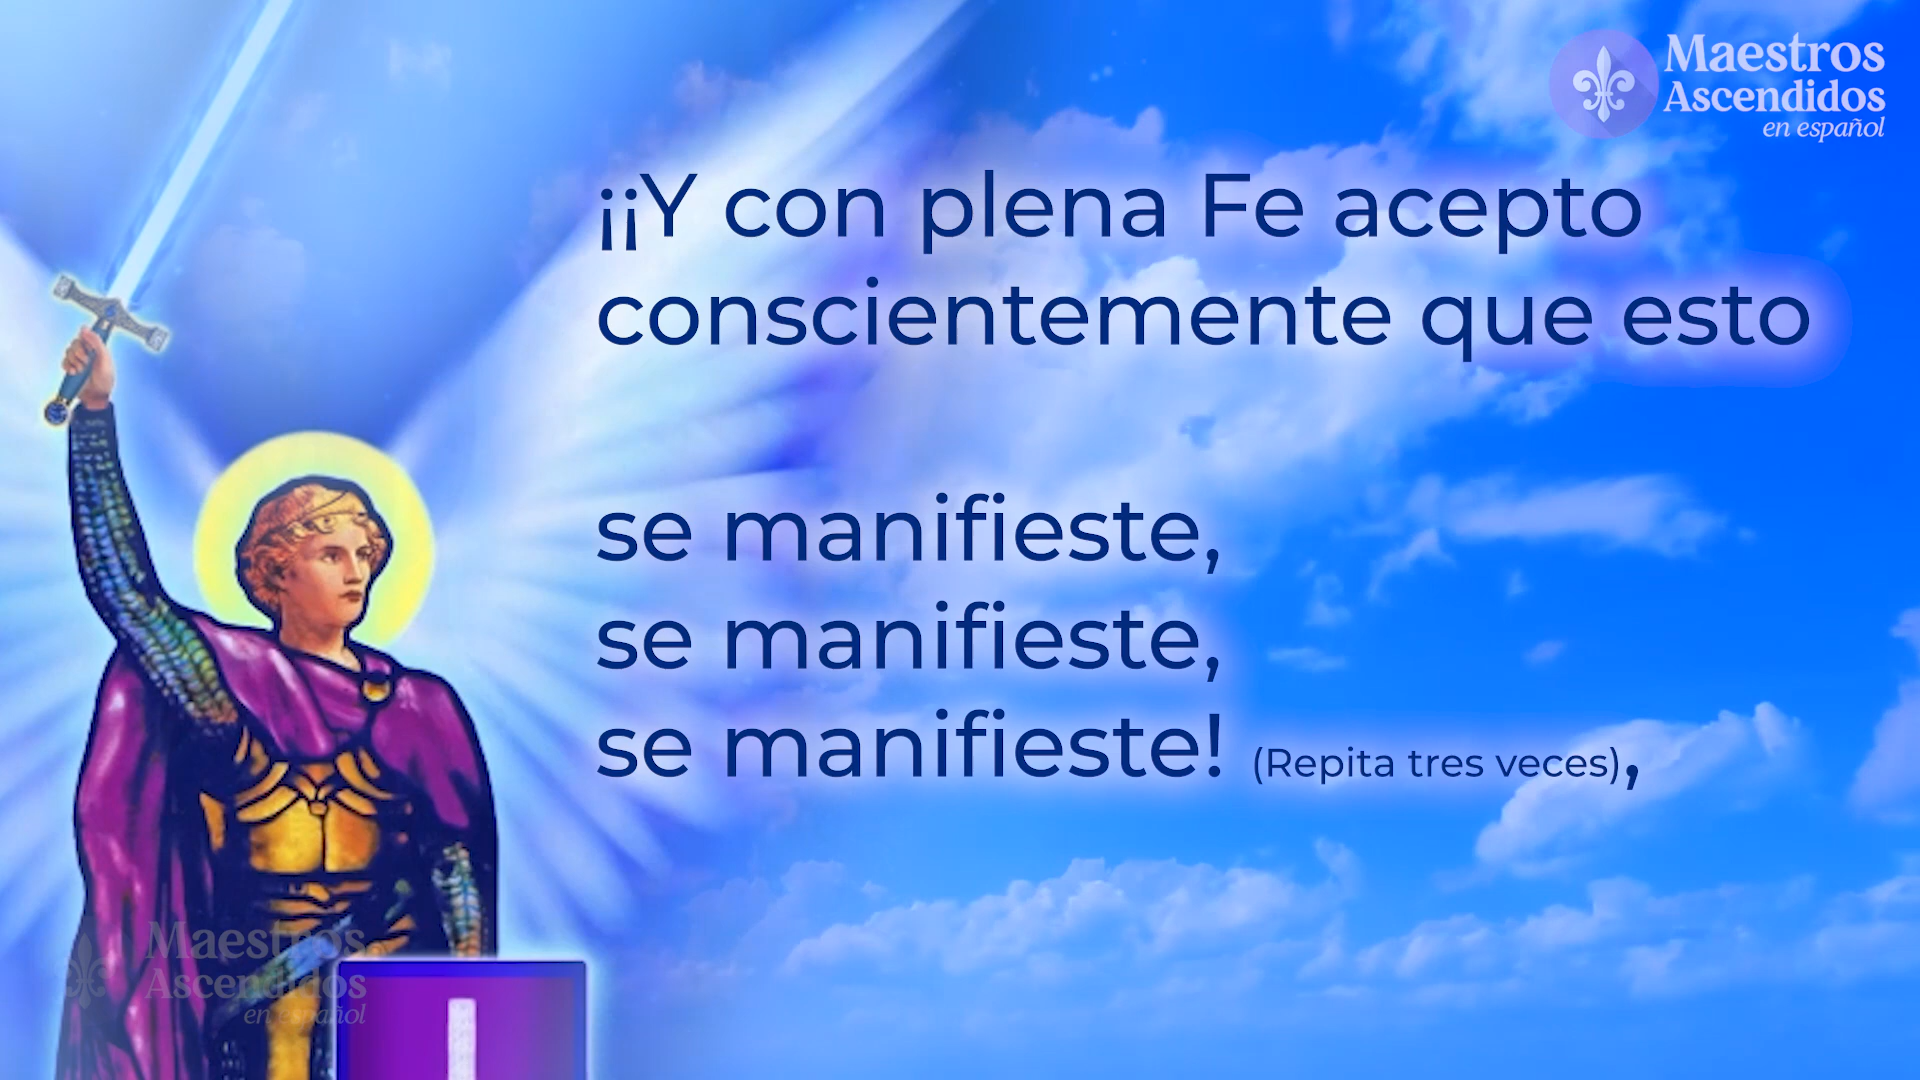 Maestros
Ascendidos
en español
¡¡Y con plena Fe acepto
conscientemente que esto
se manifieste,
se manifieste,
se manifieste! (Repita tres veces),
Maestros
Ascendidos
en español